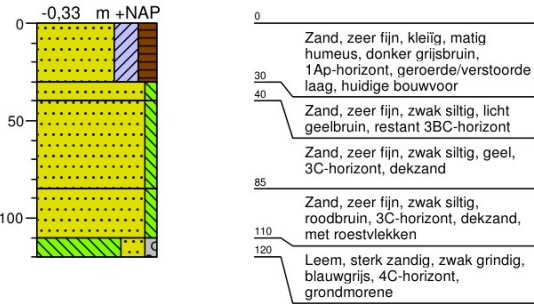 -0,33 m +NAP
0
50
100
0
Zand, zeer fijn, kleiïg, matig
humeus, donker grijsbruin,
1Ap-horizont, geroerde/verstoorde
laag, huidige bouwvoor
30
40
Zand, zeer fijn, zwak siltig, licht
geelbruin, restant 3BC-horizont
Zand, zeer fijn, zwak siltig, geel,
3C-horizont, dekzand
85
Zand, zeer fijn, zwak siltig,
roodbruin, 3C-horizont, dekzand,
met roestvlekken
110
120
Leem, sterk zandig, zwak grindig,
blauwgrijs, 4C-horizont,
grondmorene